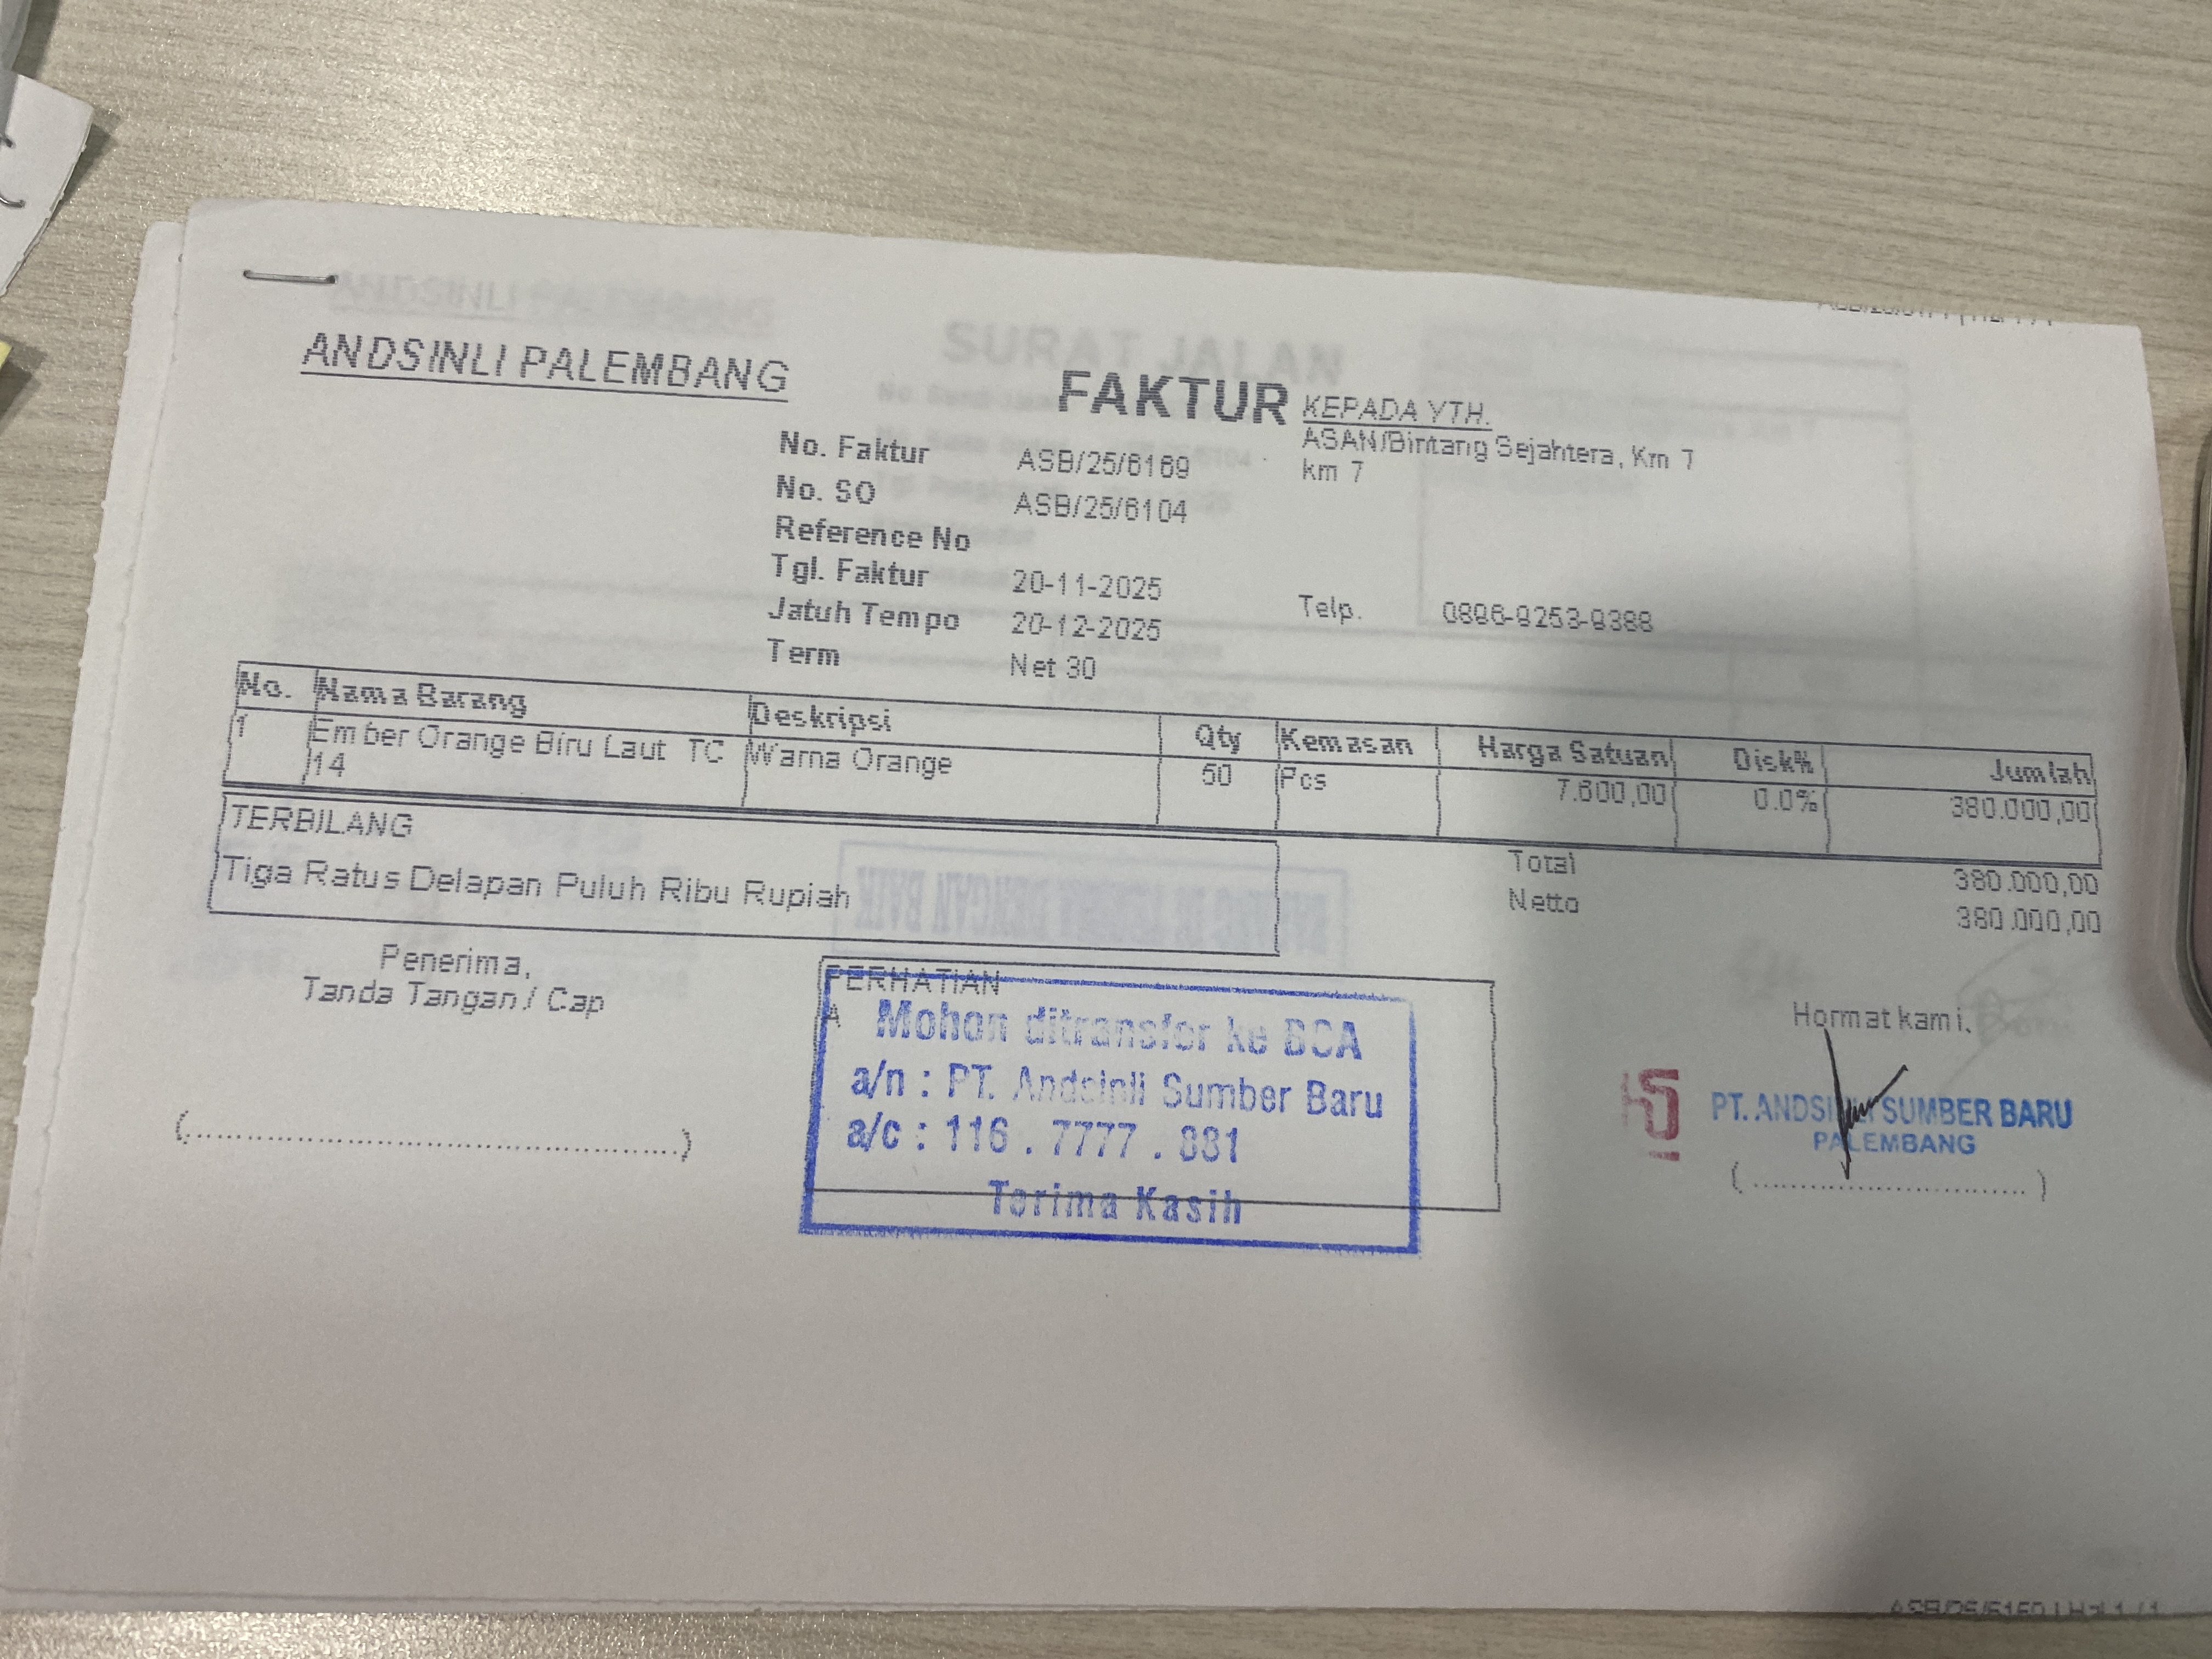 ANDSINLI PALEMBANG
FAKTUR
KEPADA YTH.
ASAN/Bintang Sejahtera, Km 7
km 7
No. Faktur ASB/25/6169
No. SO ASB/25/6104
Reference No
Tgl. Faktur 20-11-2025
Jatuh Tempo 20-12-2025
Term Net 30
Telp. 0896-9253-9388
No. Nama Barang Deskripsi Qty Kemasan Harga Satuan Disk% Jumlah
1 Ember Orange Biru Laut TC Warna Orange 50 Pcs 7.600,00 0.0% 380.000,00
14
TERBILANG
Tiga Ratus Delapan Puluh Ribu Rupiah
Total 380.000,00
Netto 380.000,00
Penerima,
Tanda Tangan / Cap
(........................................)
PERHATIAN
A
Mohon ditransfer ke BCA
a/n : PT. Andsinli Sumber Baru
a/c : 116 . 7777 . 881
Terima Kasih
Hormat kami,
PT. ANDSINLI SUMBER BARU
PALEMBANG
(............................)
SURAT JALAN